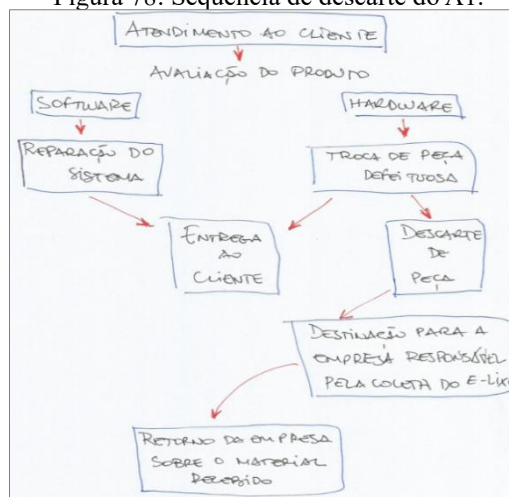 Figura 78: Sequência de descarte do A1.
ATENDIMENTO AO CLIENTE
AVALIAÇÃO DO PRODUTO
SOFTWARE
HARDWARE
REPARAÇÃO DO
SISTEMA
TROCA DE PEÇA
DEFEITUOSA
ENTREGA
AO
CLIENTE
DESCARTE
DE
PEÇA
DESTINAÇÃO PARA A
EMPRESA RESPONSÁVEL
PELA COLETA DO E-LIXO
RETORNO DA EMPRESA
SOBRE O MATERIAL
RECEBIDO